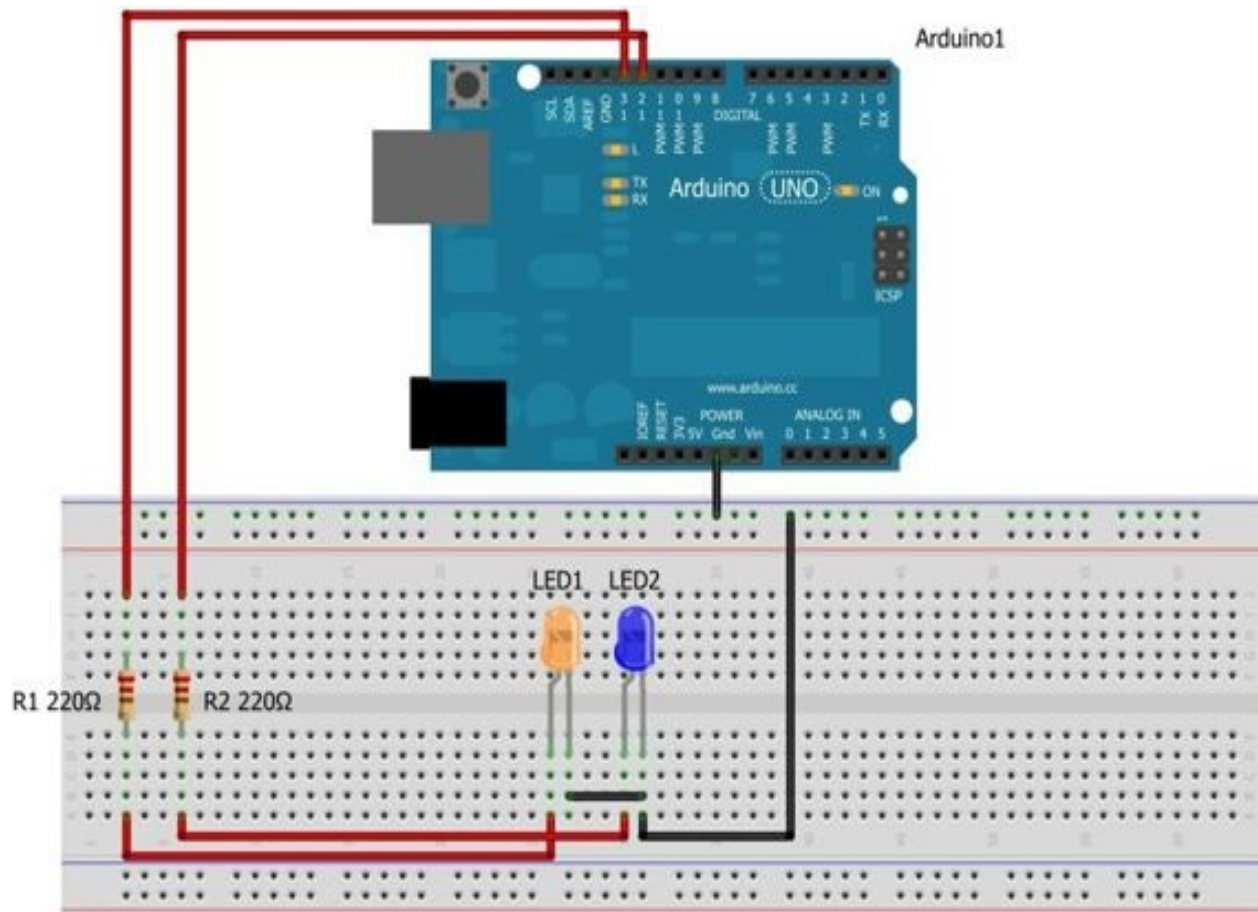 Arduino1
SCL
SDA
AREF
GND
13
12
PWM 11
PWM 10
PWM 9
8
DIGITAL
7
PWM 6
PWM 5
4
PWM 3
2
TX 1
RX 0
L
TX
RX
Arduino UNO
ON
1
ICSP
www.arduino.cc
POWER
ANALOG IN
IOREF
RESET
3V3
5V
Gnd
Vin
0 1 2 3 4 5
LED1
LED2
R1 220Ω
R2 220Ω